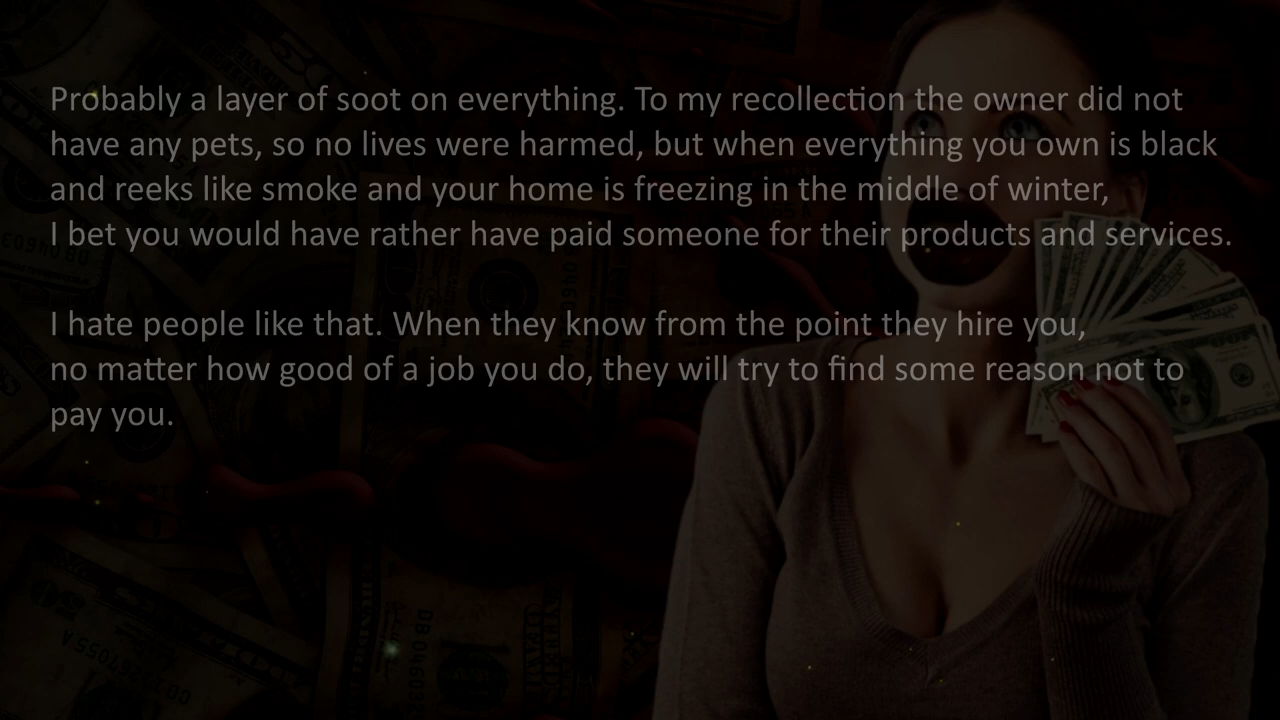 Probably a layer of soot on everything. To my recollection the owner did not
have any pets, so no lives were harmed, but when everything you own is black
and reeks like smoke and your home is freezing in the middle of winter,
I bet you would have rather have paid someone for their products and services.
I hate people like that. When they know from the point they hire you,
no matter how good of a job you do, they will try to find some reason not to
pay you.